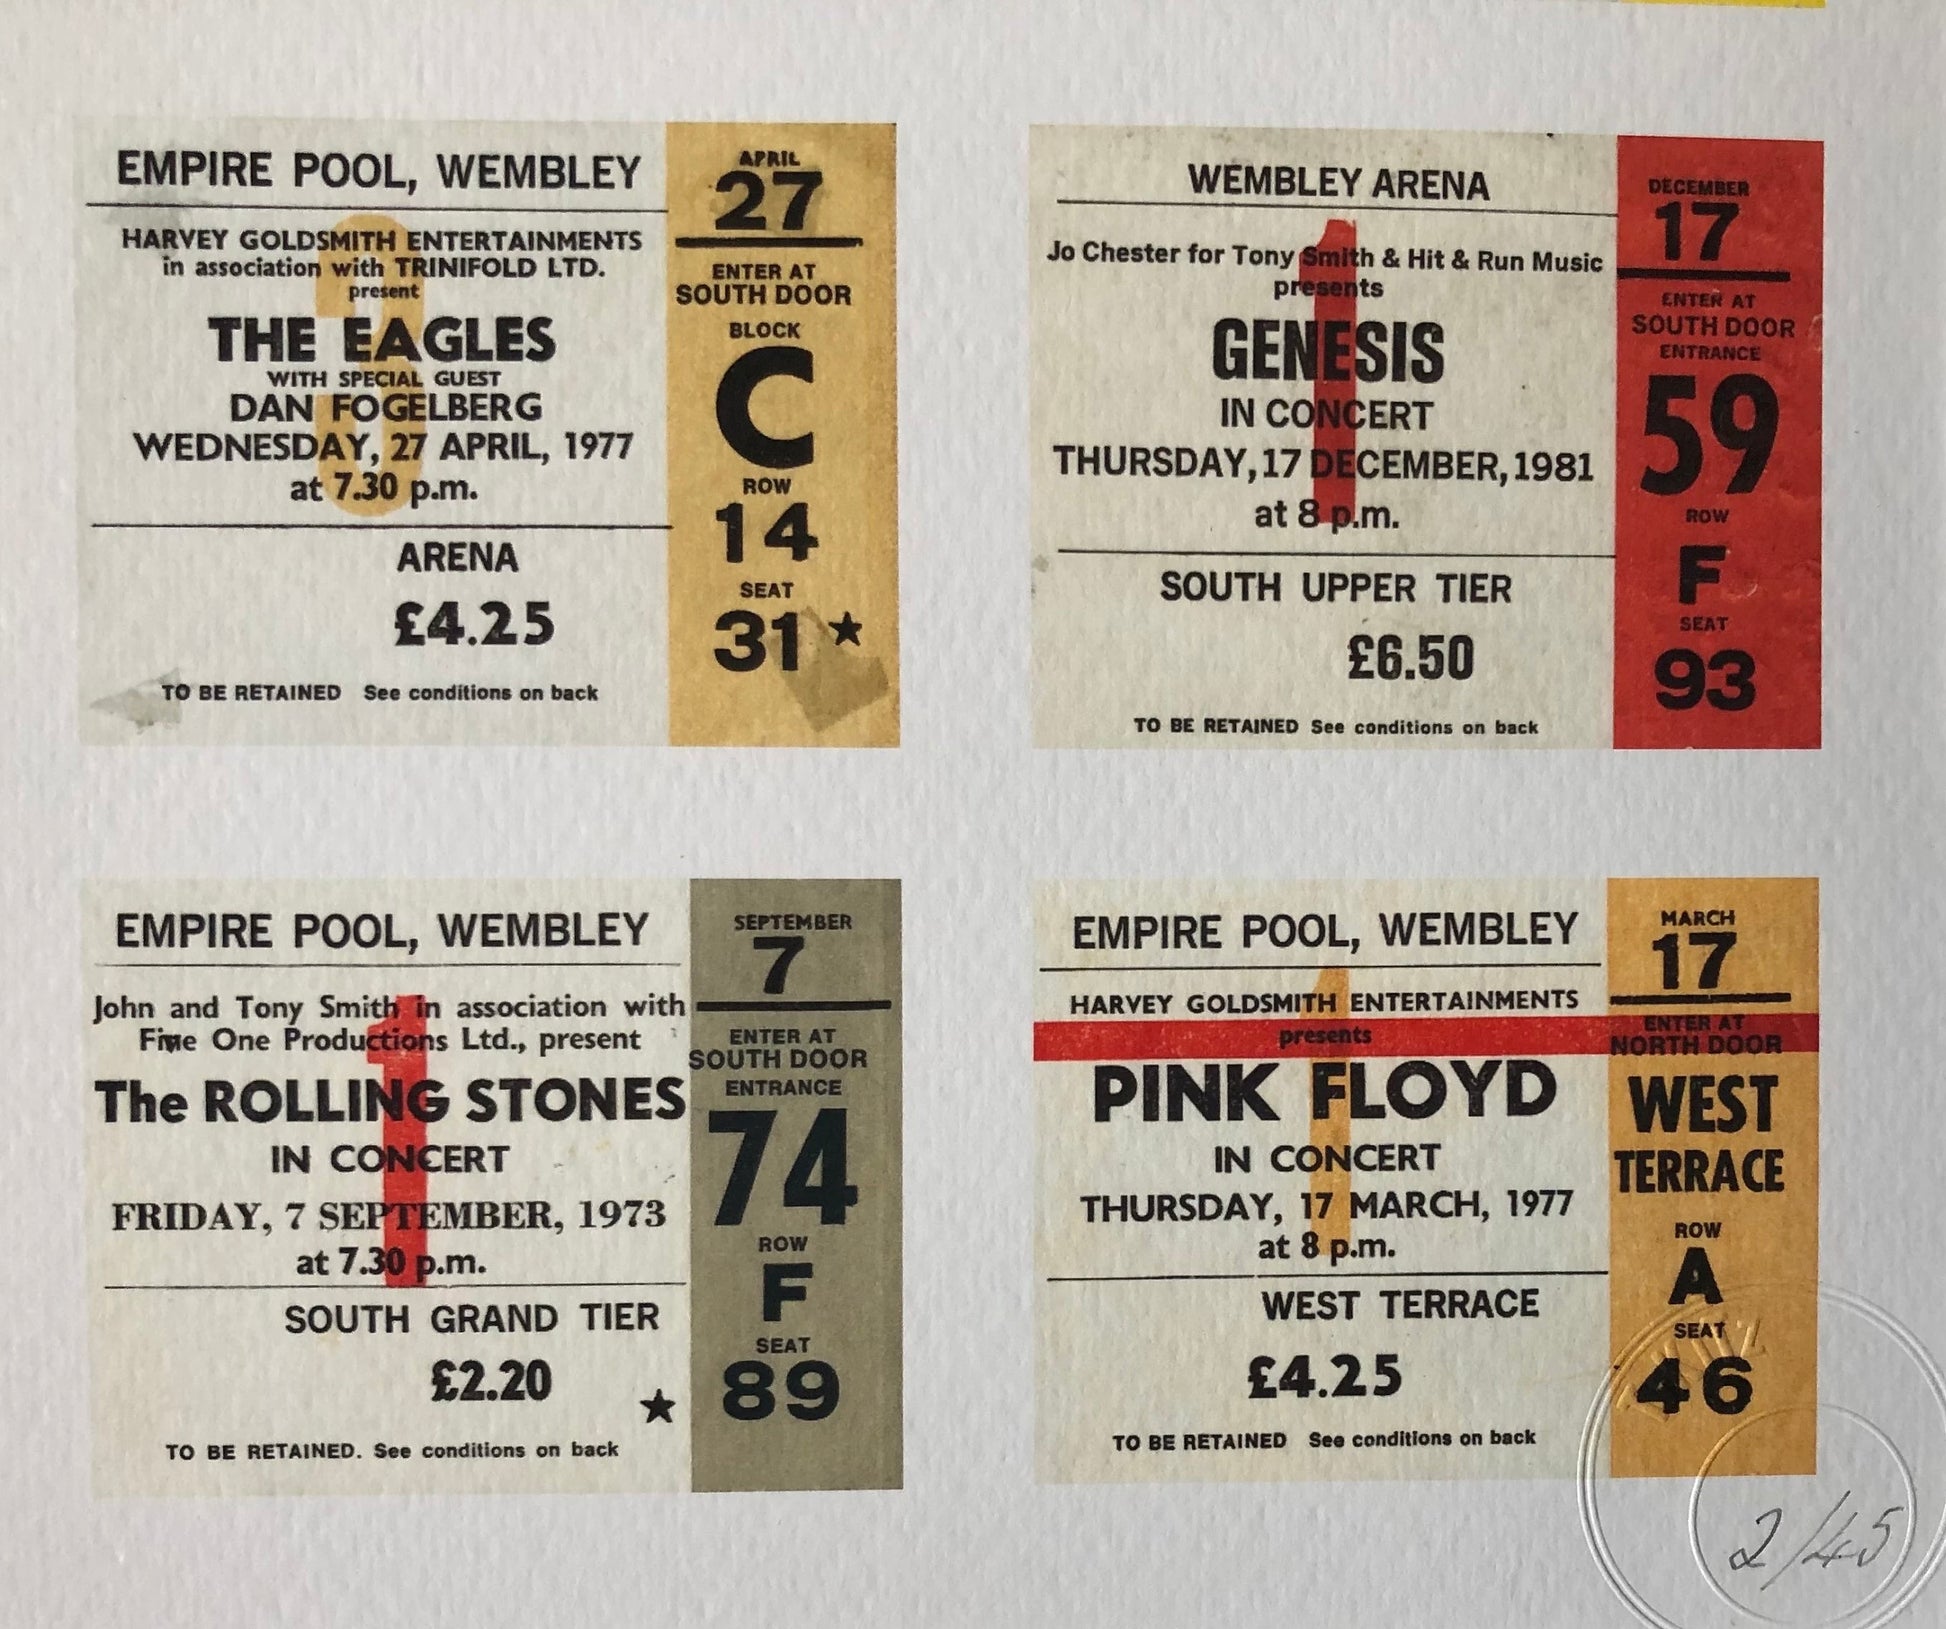 EMPIRE POOL, WEMBLEY
HARVEY GOLDSMITH ENTERTAINMENTS
in association with TRINIFOLD LTD.
present
THE EAGLES
WITH SPECIAL GUEST
DAN FOGELBERG
WEDNESDAY, 27 APRIL, 1977
at 7.30 p.m.
ARENA
£4.25
TO BE RETAINED See conditions on back
APRIL
27
ENTER AT
SOUTH DOOR
BLOCK
C
ROW
14
SEAT
31 ★
3
WEMBLEY ARENA
Jo Chester for Tony Smith & Hit & Run Music
presents
GENESIS
IN CONCERT
THURSDAY, 17 DECEMBER, 1981
at 8 p.m.
SOUTH UPPER TIER
£6.50
TO BE RETAINED See conditions on back
DECEMBER
17
ENTER AT
SOUTH DOOR
ENTRANCE
59
ROW
F
SEAT
93
1
EMPIRE POOL, WEMBLEY
John and Tony Smith in association with
Five One Productions Ltd., present
The ROLLING STONES
IN CONCERT
FRIDAY, 7 SEPTEMBER, 1973
at 7.30 p.m.
SOUTH GRAND TIER
£2.20
★
TO BE RETAINED. See conditions on back
SEPTEMBER
7
ENTER AT
SOUTH DOOR
ENTRANCE
74
ROW
F
SEAT
89
1
EMPIRE POOL, WEMBLEY
HARVEY GOLDSMITH ENTERTAINMENTS
presents
PINK FLOYD
IN CONCERT
THURSDAY, 17 MARCH, 1977
at 8 p.m.
WEST TERRACE
£4.25
TO BE RETAINED See conditions on back
MARCH
17
ENTER AT
NORTH DOOR
WEST
TERRACE
ROW
A
SEAT
46
1
2/45